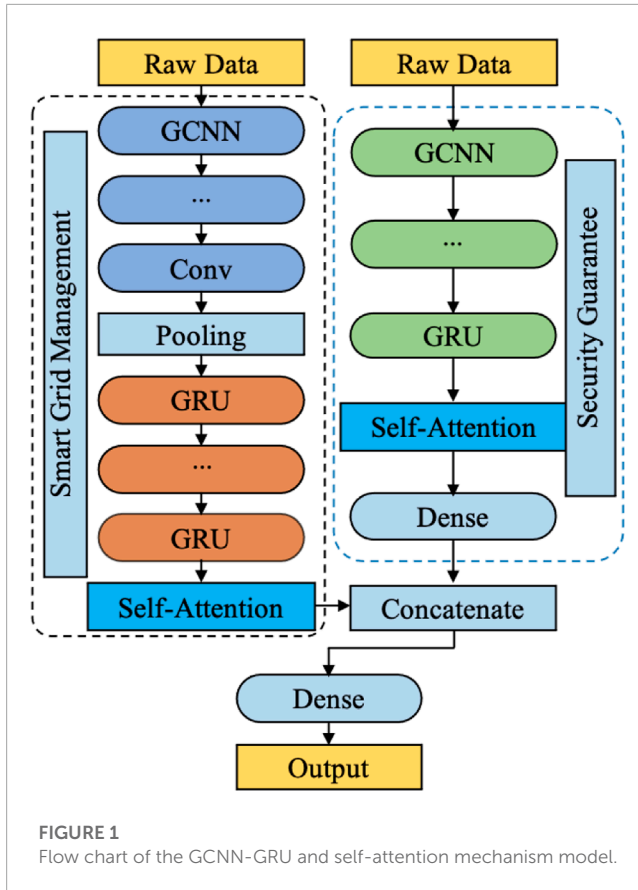 Raw Data
Raw Data
Smart Grid Management
GCNN
...
Conv
Pooling
GRU
...
GRU
Self-Attention
GCNN
...
GRU
Self-Attention
Dense
Security Guarantee
Concatenate
Dense
Output
FIGURE 1
Flow chart of the GCNN-GRU and self-attention mechanism model.